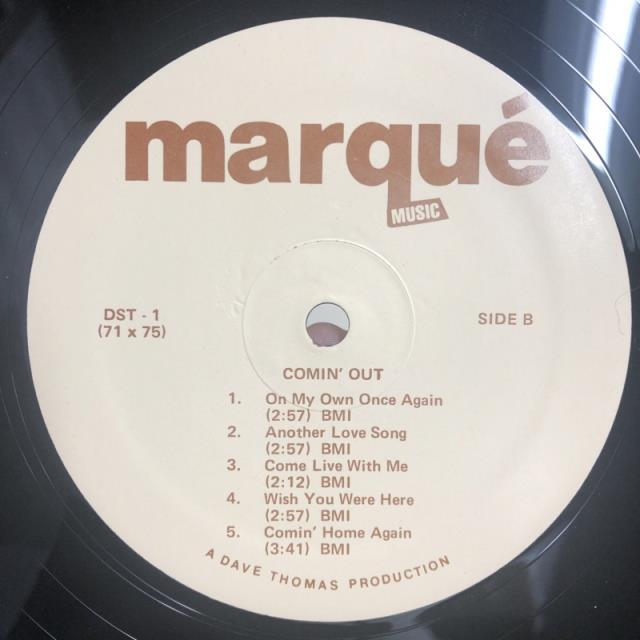 marqué
MUSIC
DST - 1
(71 x 75)
SIDE B
COMIN' OUT
1. On My Own Once Again
(2:57) BMI
2. Another Love Song
(2:57) BMI
3. Come Live With Me
(2:12) BMI
4. Wish You Were Here
(2:57) BMI
5. Comin' Home Again
(3:41) BMI
A DAVE THOMAS PRODUCTION